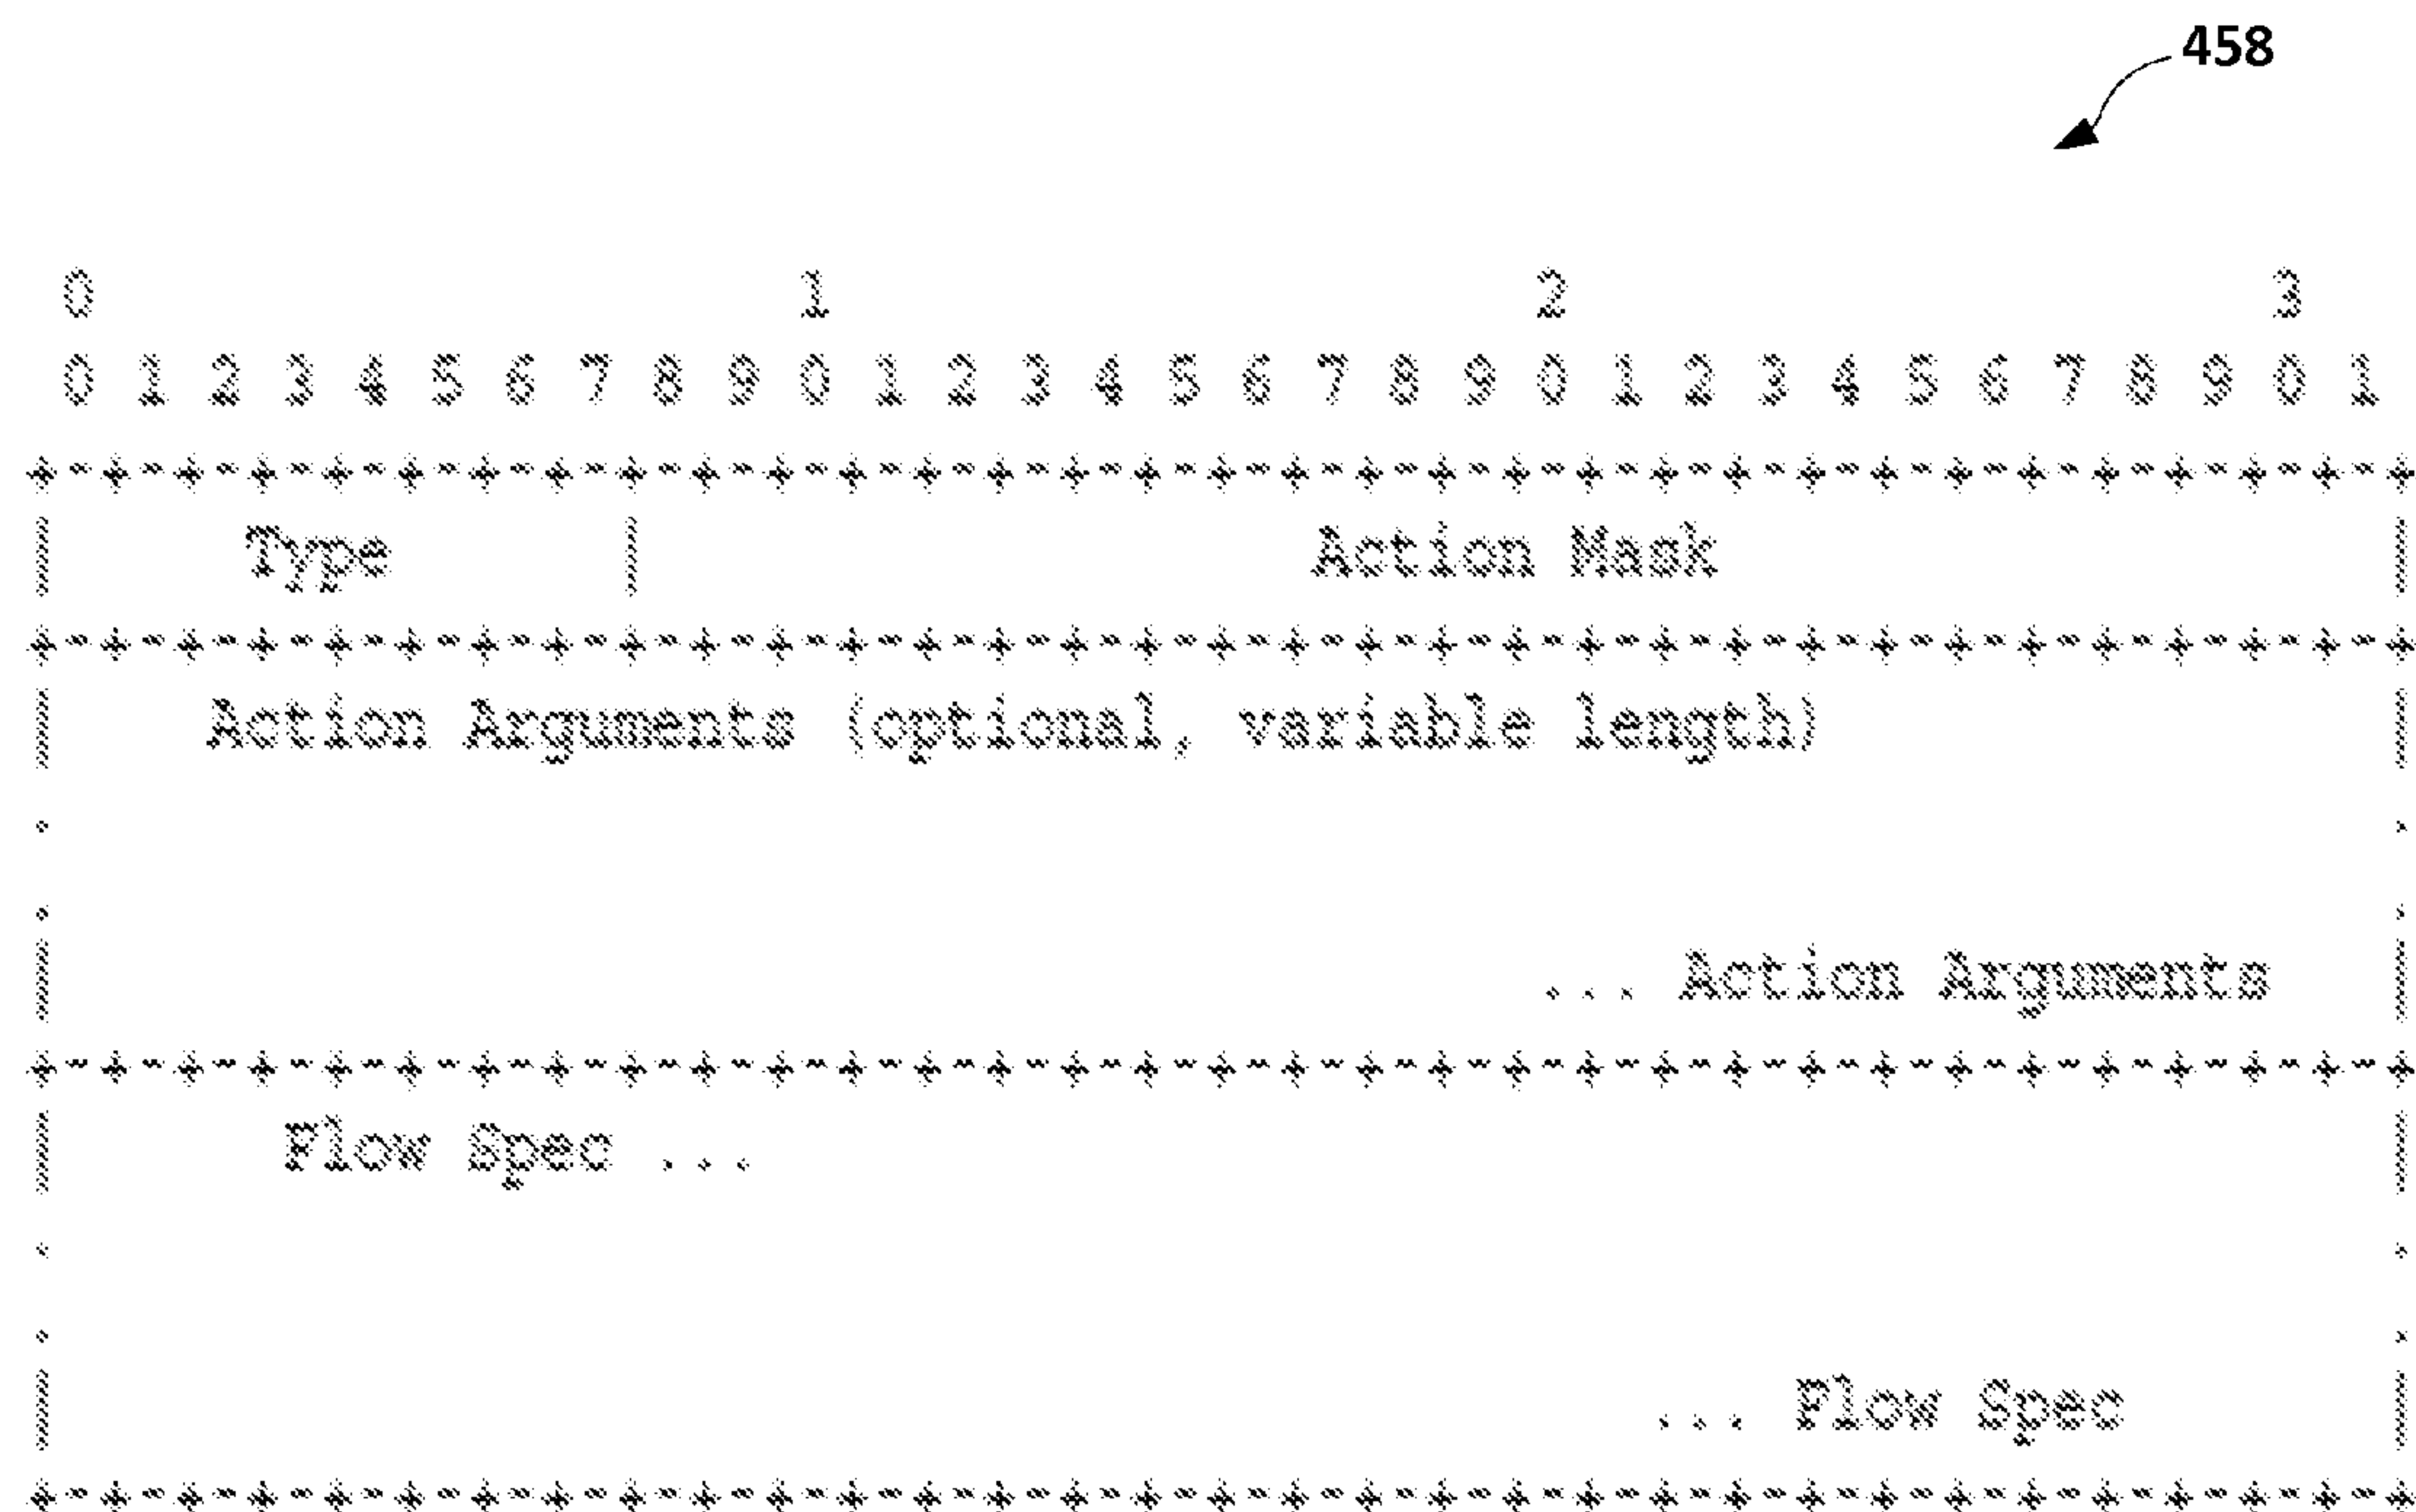 458
0 1 2 3
0 1 2 3 4 5 6 7 8 9 0 1 2 3 4 5 6 7 8 9 0 1 2 3 4 5 6 7 8 9 0 1
+-+-+-+-+-+-+-+-+-+-+-+-+-+-+-+-+-+-+-+-+-+-+-+-+-+-+-+-+-+-+-+-+
| Type | Action Mask |
+-+-+-+-+-+-+-+-+-+-+-+-+-+-+-+-+-+-+-+-+-+-+-+-+-+-+-+-+-+-+-+-+
| Action Arguments (optional, variable length) |
. .
. .
| ... Action Arguments |
+-+-+-+-+-+-+-+-+-+-+-+-+-+-+-+-+-+-+-+-+-+-+-+-+-+-+-+-+-+-+-+-+
| Flow Spec ... |
. .
. .
| ... Flow Spec |
+-+-+-+-+-+-+-+-+-+-+-+-+-+-+-+-+-+-+-+-+-+-+-+-+-+-+-+-+-+-+-+-+